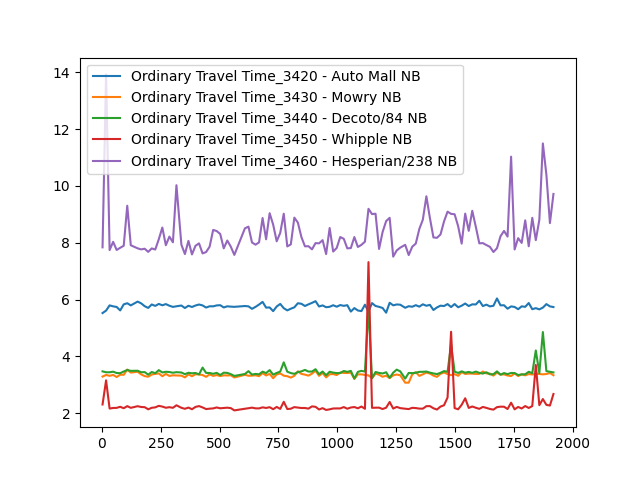 14
12
10
8
6
4
2
Ordinary Travel Time_3420 - Auto Mall NB
Ordinary Travel Time_3430 - Mowry NB
Ordinary Travel Time_3440 - Decoto/84 NB
Ordinary Travel Time_3450 - Whipple NB
Ordinary Travel Time_3460 - Hesperian/238 NB
0 250 500 750 1000 1250 1500 1750 2000